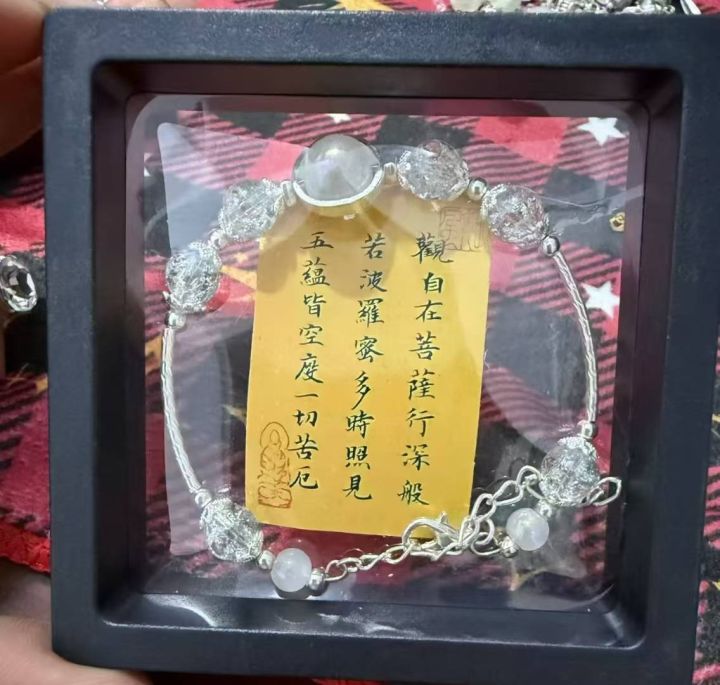 觀自在菩薩行深般
若波羅蜜多時照見
五蘊皆空度一切苦厄